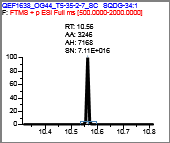 QEF1638_OG44_T5-35-2-7_SC SQDG-34:1
F: FTMS + p ESI Full ms [500.0000-2000.0000]
RT: 10.56
AA: 3246
AH: 7168
SN: 7.11E+016
100
80
60
40
20
0
10.4 10.5 10.6 10.7 10.8